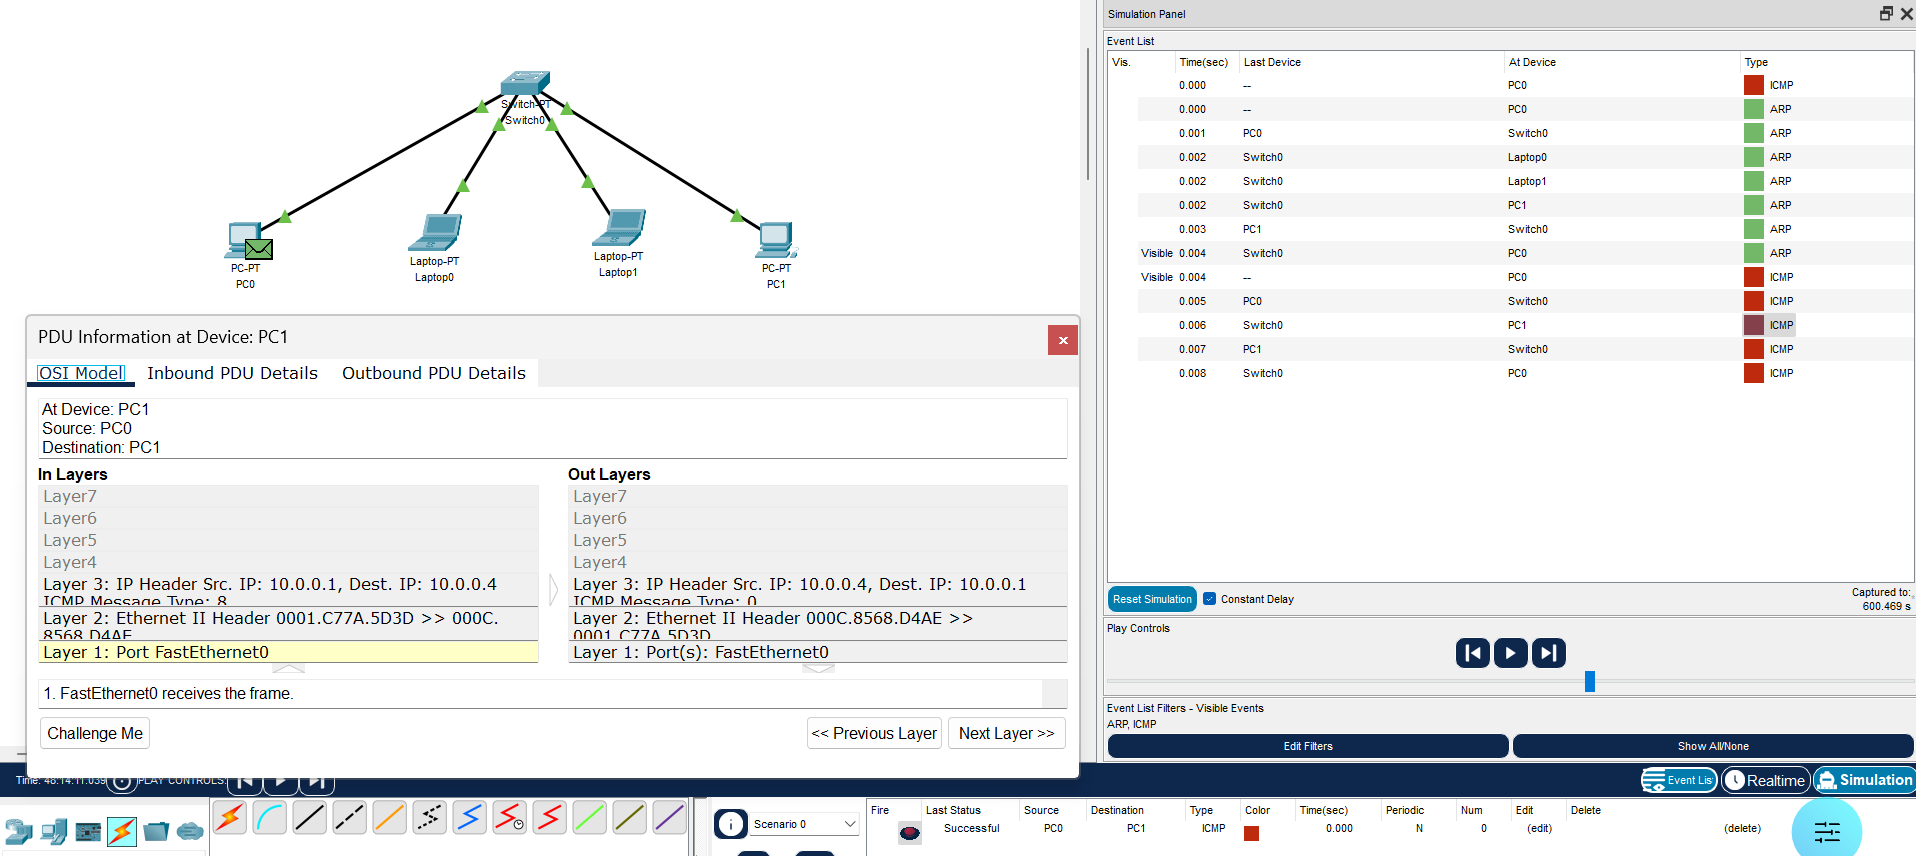 Switch-PT
Switch0
PC-PT
PC0
Laptop-PT
Laptop0
Laptop-PT
Laptop1
PC-PT
PC1
PDU Information at Device: PC1
OSI Model Inbound PDU Details Outbound PDU Details
At Device: PC1
Source: PC0
Destination: PC1
In Layers
Layer7
Layer6
Layer5
Layer4
Layer 3: IP Header Src. IP: 10.0.0.1, Dest. IP: 10.0.0.4
ICMP Message Type: 8
Layer 2: Ethernet II Header 0001.C77A.5D3D >> 000C.
8568.D4AE
Layer 1: Port FastEthernet0
Out Layers
Layer7
Layer6
Layer5
Layer4
Layer 3: IP Header Src. IP: 10.0.0.4, Dest. IP: 10.0.0.1
ICMP Message Type: 0
Layer 2: Ethernet II Header 000C.8568.D4AE >>
0001.C77A.5D3D
Layer 1: Port(s): FastEthernet0
1. FastEthernet0 receives the frame.
Challenge Me
<< Previous Layer
Next Layer >>
Simulation Panel
Event List
Vis. Time(sec) Last Device At Device Type
0.000 -- PC0 ICMP
0.000 -- PC0 ARP
0.001 PC0 Switch0 ARP
0.002 Switch0 Laptop0 ARP
0.002 Switch0 Laptop1 ARP
0.002 Switch0 PC1 ARP
0.003 PC1 Switch0 ARP
Visible 0.004 Switch0 PC0 ARP
Visible 0.004 -- PC0 ICMP
0.005 PC0 Switch0 ICMP
0.006 Switch0 PC1 ICMP
0.007 PC1 Switch0 ICMP
0.008 Switch0 PC0 ICMP
Reset Simulation
Constant Delay
Captured to:
600.469 s
Play Controls
Event List Filters - Visible Events
ARP, ICMP
Edit Filters
Show All/None
Time: 48:14:11.039
PLAY CONTROLS:
Event Lis
Realtime
Simulation
Scenario 0
Fire Last Status Source Destination Type Color Time(sec) Periodic Num Edit Delete
Successful PC0 PC1 ICMP 0.000 N 0 (edit) (delete)